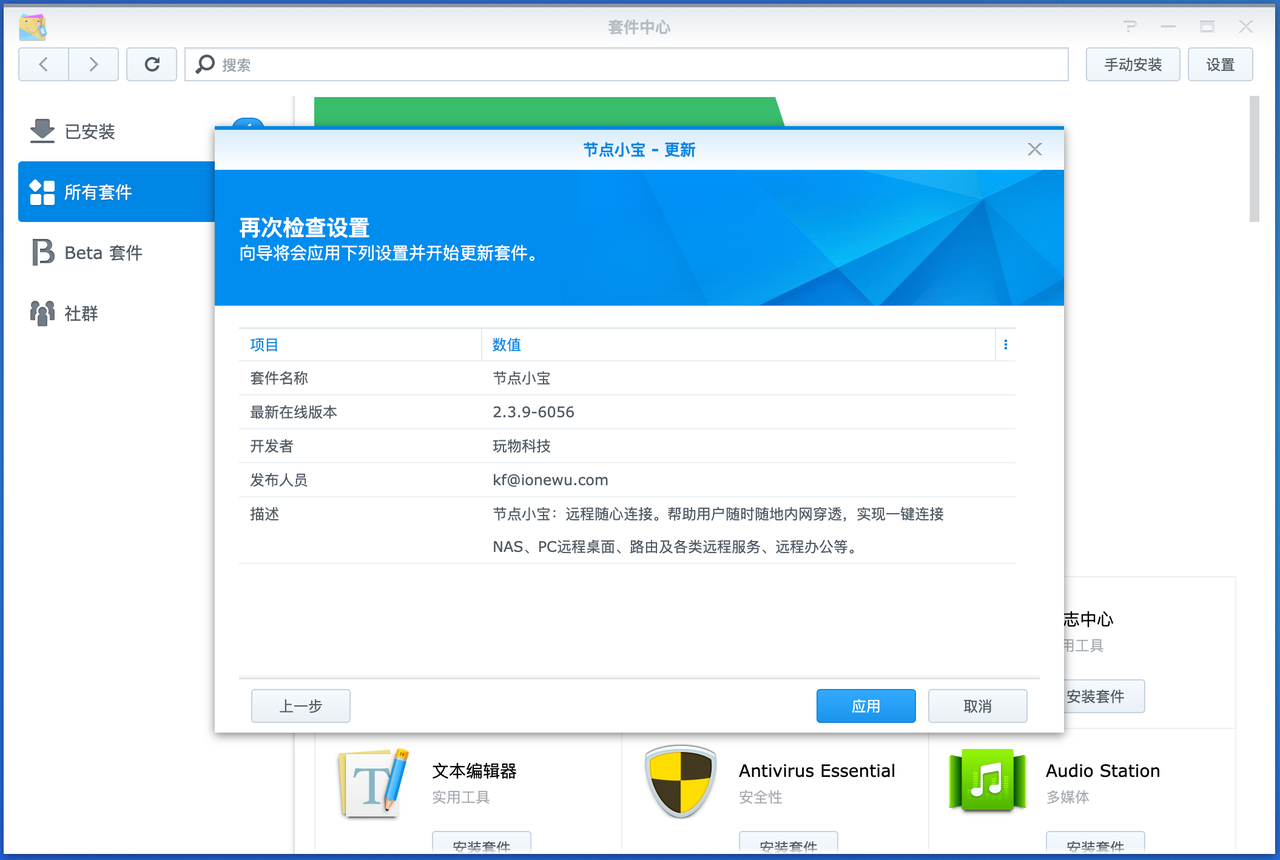 套件中心
搜索
手动安装
设置
已安装
所有套件
Beta 套件
社群
节点小宝 - 更新
再次检查设置
向导将会应用下列设置并开始更新套件。
项目 数值
套件名称 节点小宝
最新在线版本 2.3.9-6056
开发者 玩物科技
发布人员 kf@ionewu.com
描述 节点小宝：远程随心连接。帮助用户随时随地内网穿透，实现一键连接
NAS、PC远程桌面、路由及各类远程服务、远程办公等。
上一步
应用
取消
志中心
用工具
安装套件
文本编辑器
实用工具
安装套件
Antivirus Essential
安全性
安装套件
Audio Station
多媒体
安装套件